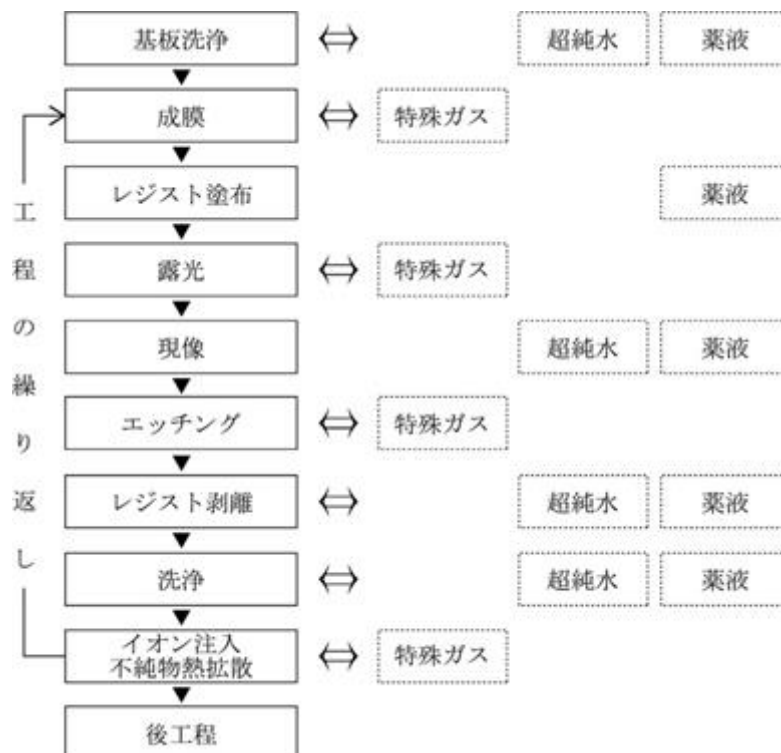 基板洗浄 ⇔ 超純水 薬液
▼
成膜 ⇔ 特殊ガス
▼
レジスト塗布 薬液
▼
露光 ⇔ 特殊ガス
▼
現像 超純水 薬液
▼
エッチング ⇔ 特殊ガス
▼
レジスト剥離 ⇔ 超純水 薬液
▼
洗浄 ⇔ 超純水 薬液
▼
イオン注入
不純物熱拡散 ⇔ 特殊ガス
▼
後工程
工程の繰り返し